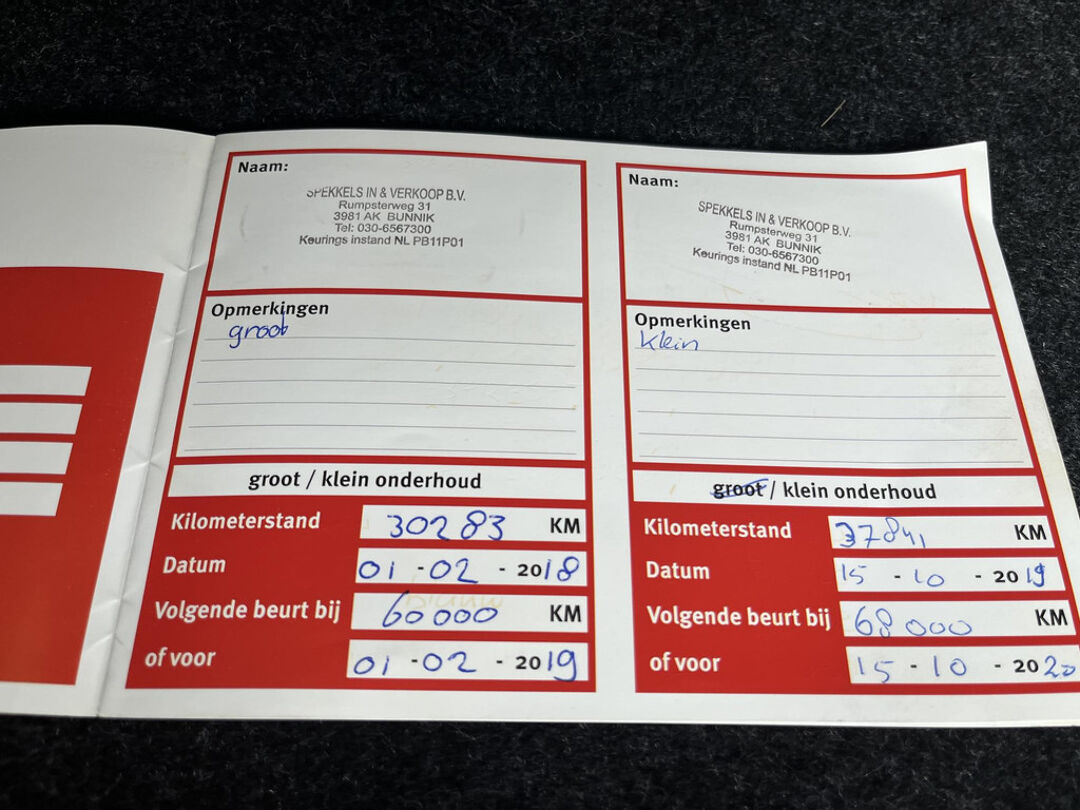 Naam:
SPEKKELS IN & VERKOOP B.V.
Rumpsterweg 31
3981 AK BUNNIK
Tel: 030-6567300
Keurings instand NL PB11P01
Opmerkingen
groot
groot / klein onderhoud
Kilometerstand 30283 KM
Datum 01 - 02 - 2018
Volgende beurt bij 60000 KM
of voor 01 - 02 - 2019
Naam:
SPEKKELS IN & VERKOOP B.V.
Rumpsterweg 31
3981 AK BUNNIK
Tel: 030-6567300
Keurings instand NL PB11P01
Opmerkingen
klein
groot / klein onderhoud
Kilometerstand 37841 KM
Datum 15 - 10 - 2019
Volgende beurt bij 68000 KM
of voor 15 - 10 - 2020